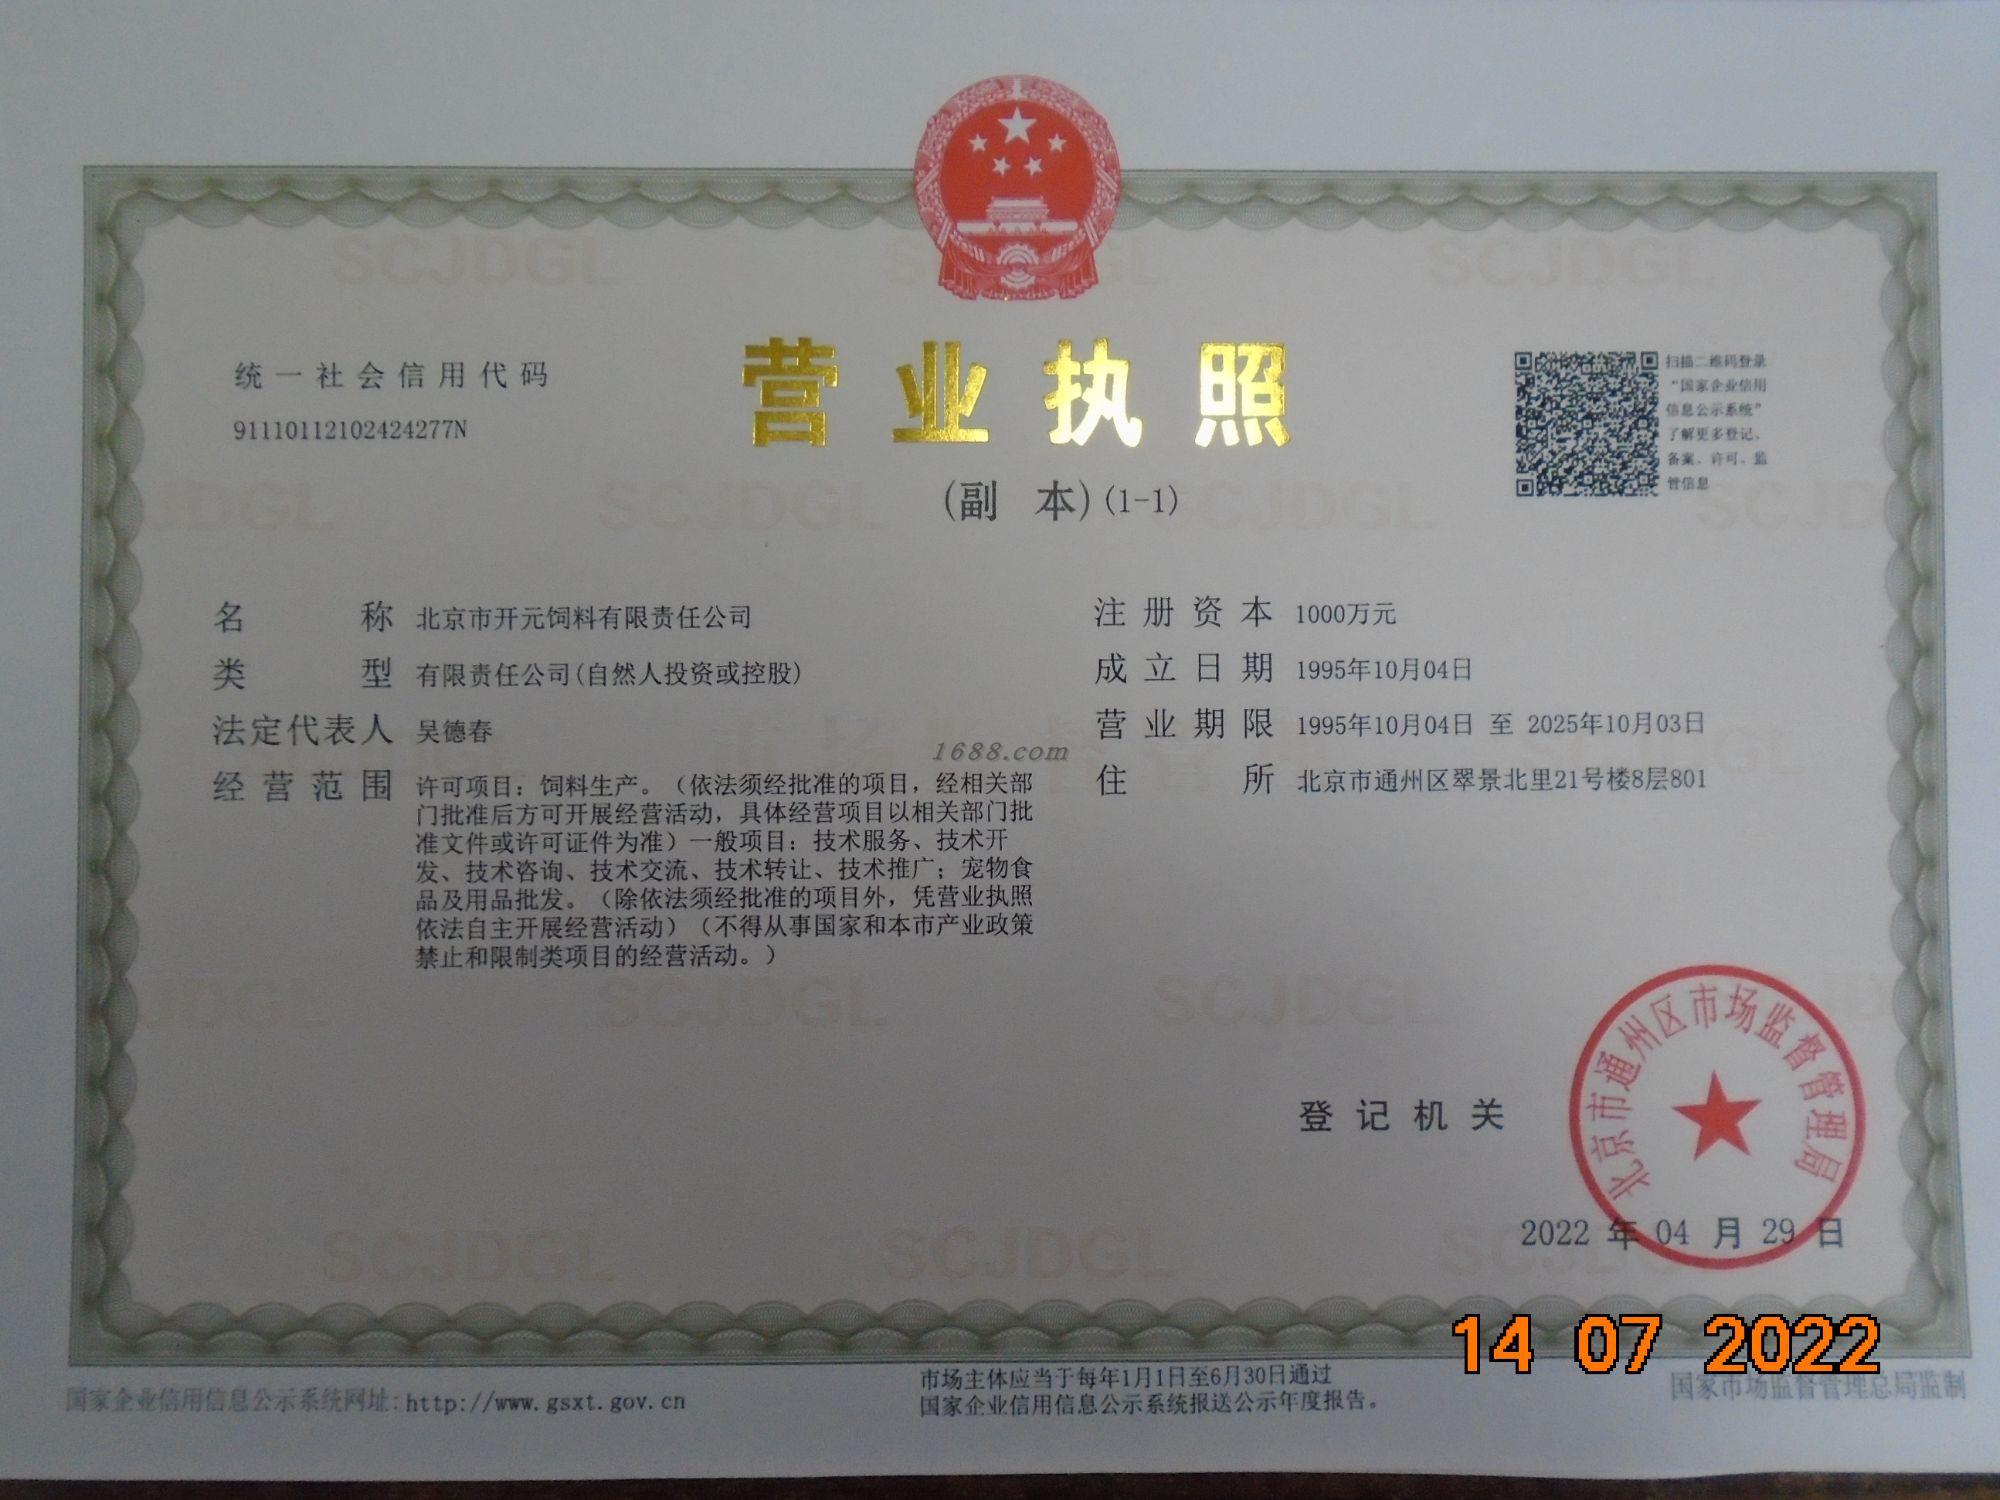 营业执照
(副 本)(1-1)
统一社会信用代码
91110112102424277N
扫描二维码登录
“国家企业信用
信息公示系统”
了解更多登记、
备案、许可、监
管信息
名 称 北京市开元饲料有限责任公司
类 型 有限责任公司(自然人投资或控股)
法定代表人 吴德春
经营范围 许可项目：饲料生产。（依法须经批准的项目，经相关部
门批准后方可开展经营活动，具体经营项目以相关部门批
准文件或许可证件为准）一般项目：技术服务、技术开
发、技术咨询、技术交流、技术转让、技术推广；宠物食
品及用品批发。（除依法须经批准的项目外，凭营业执照
依法自主开展经营活动）（不得从事国家和本市产业政策
禁止和限制类项目的经营活动。）
注册资本 1000万元
成立日期 1995年10月04日
营业期限 1995年10月04日 至 2025年10月03日
住 所 北京市通州区翠景北里21号楼8层801
1688.com
登记机关
北京市通州区市场监督管理局
2022 年 04 月 29 日
14 07 2022
国家企业信用信息公示系统网址:http://www.gsxt.gov.cn
市场主体应当于每年1月1日至6月30日通过
国家企业信用信息公示系统报送公示年度报告。
国家市场监督管理总局监制
SCJDGL